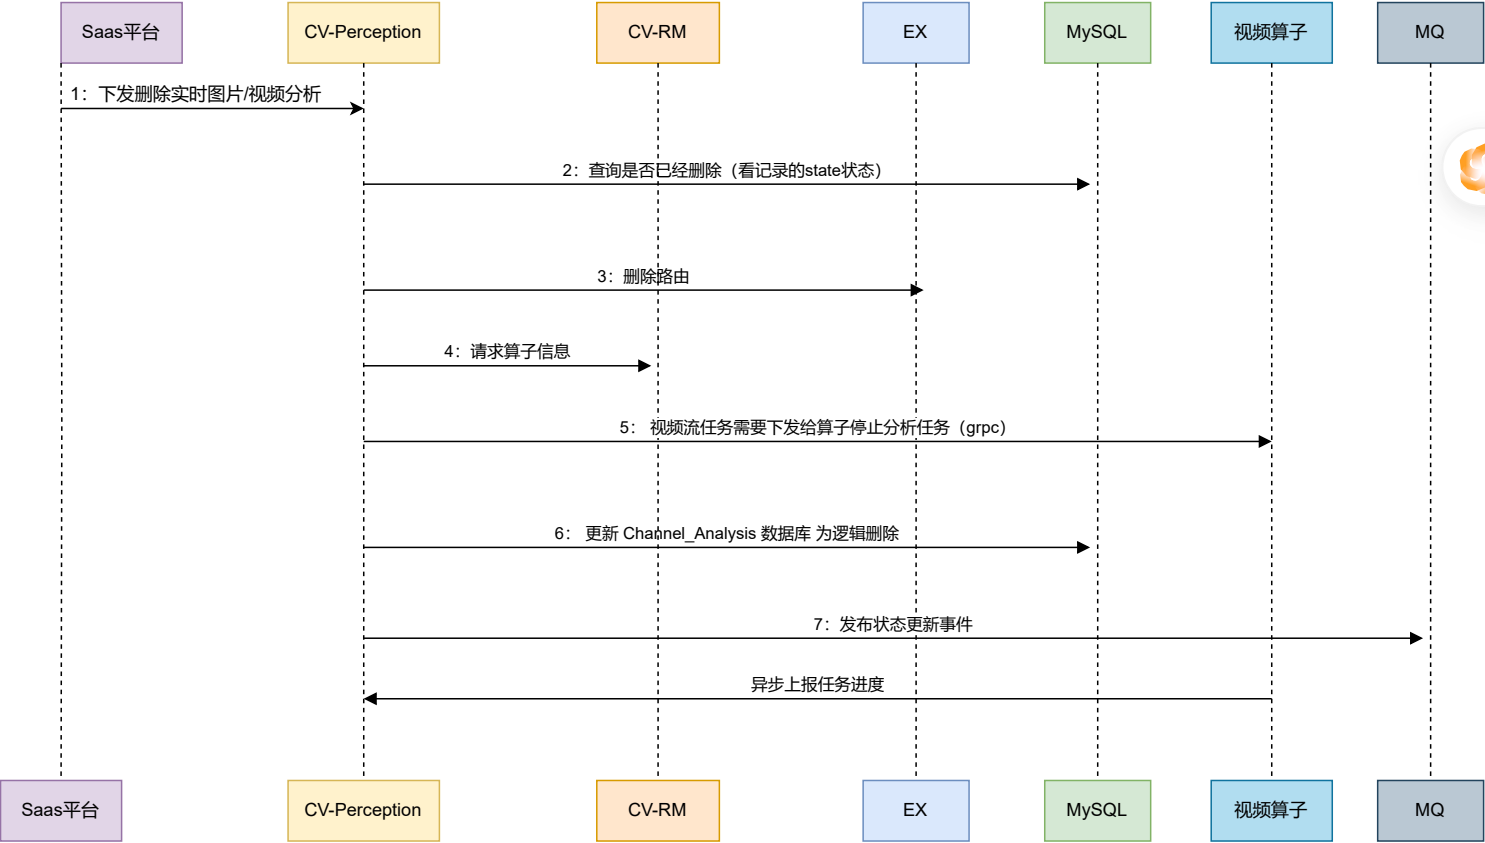 Saas平台
CV-Perception
CV-RM
EX
MySQL
视频算子
MQ
1：下发删除实时图片/视频分析
2：查询是否已经删除（看记录的state状态）
3：删除路由
4：请求算子信息
5： 视频流任务需要下发给算子停止分析任务（grpc）
6： 更新 Channel_Analysis 数据库 为逻辑删除
7：发布状态更新事件
异步上报任务进度
Saas平台
CV-Perception
CV-RM
EX
MySQL
视频算子
MQ